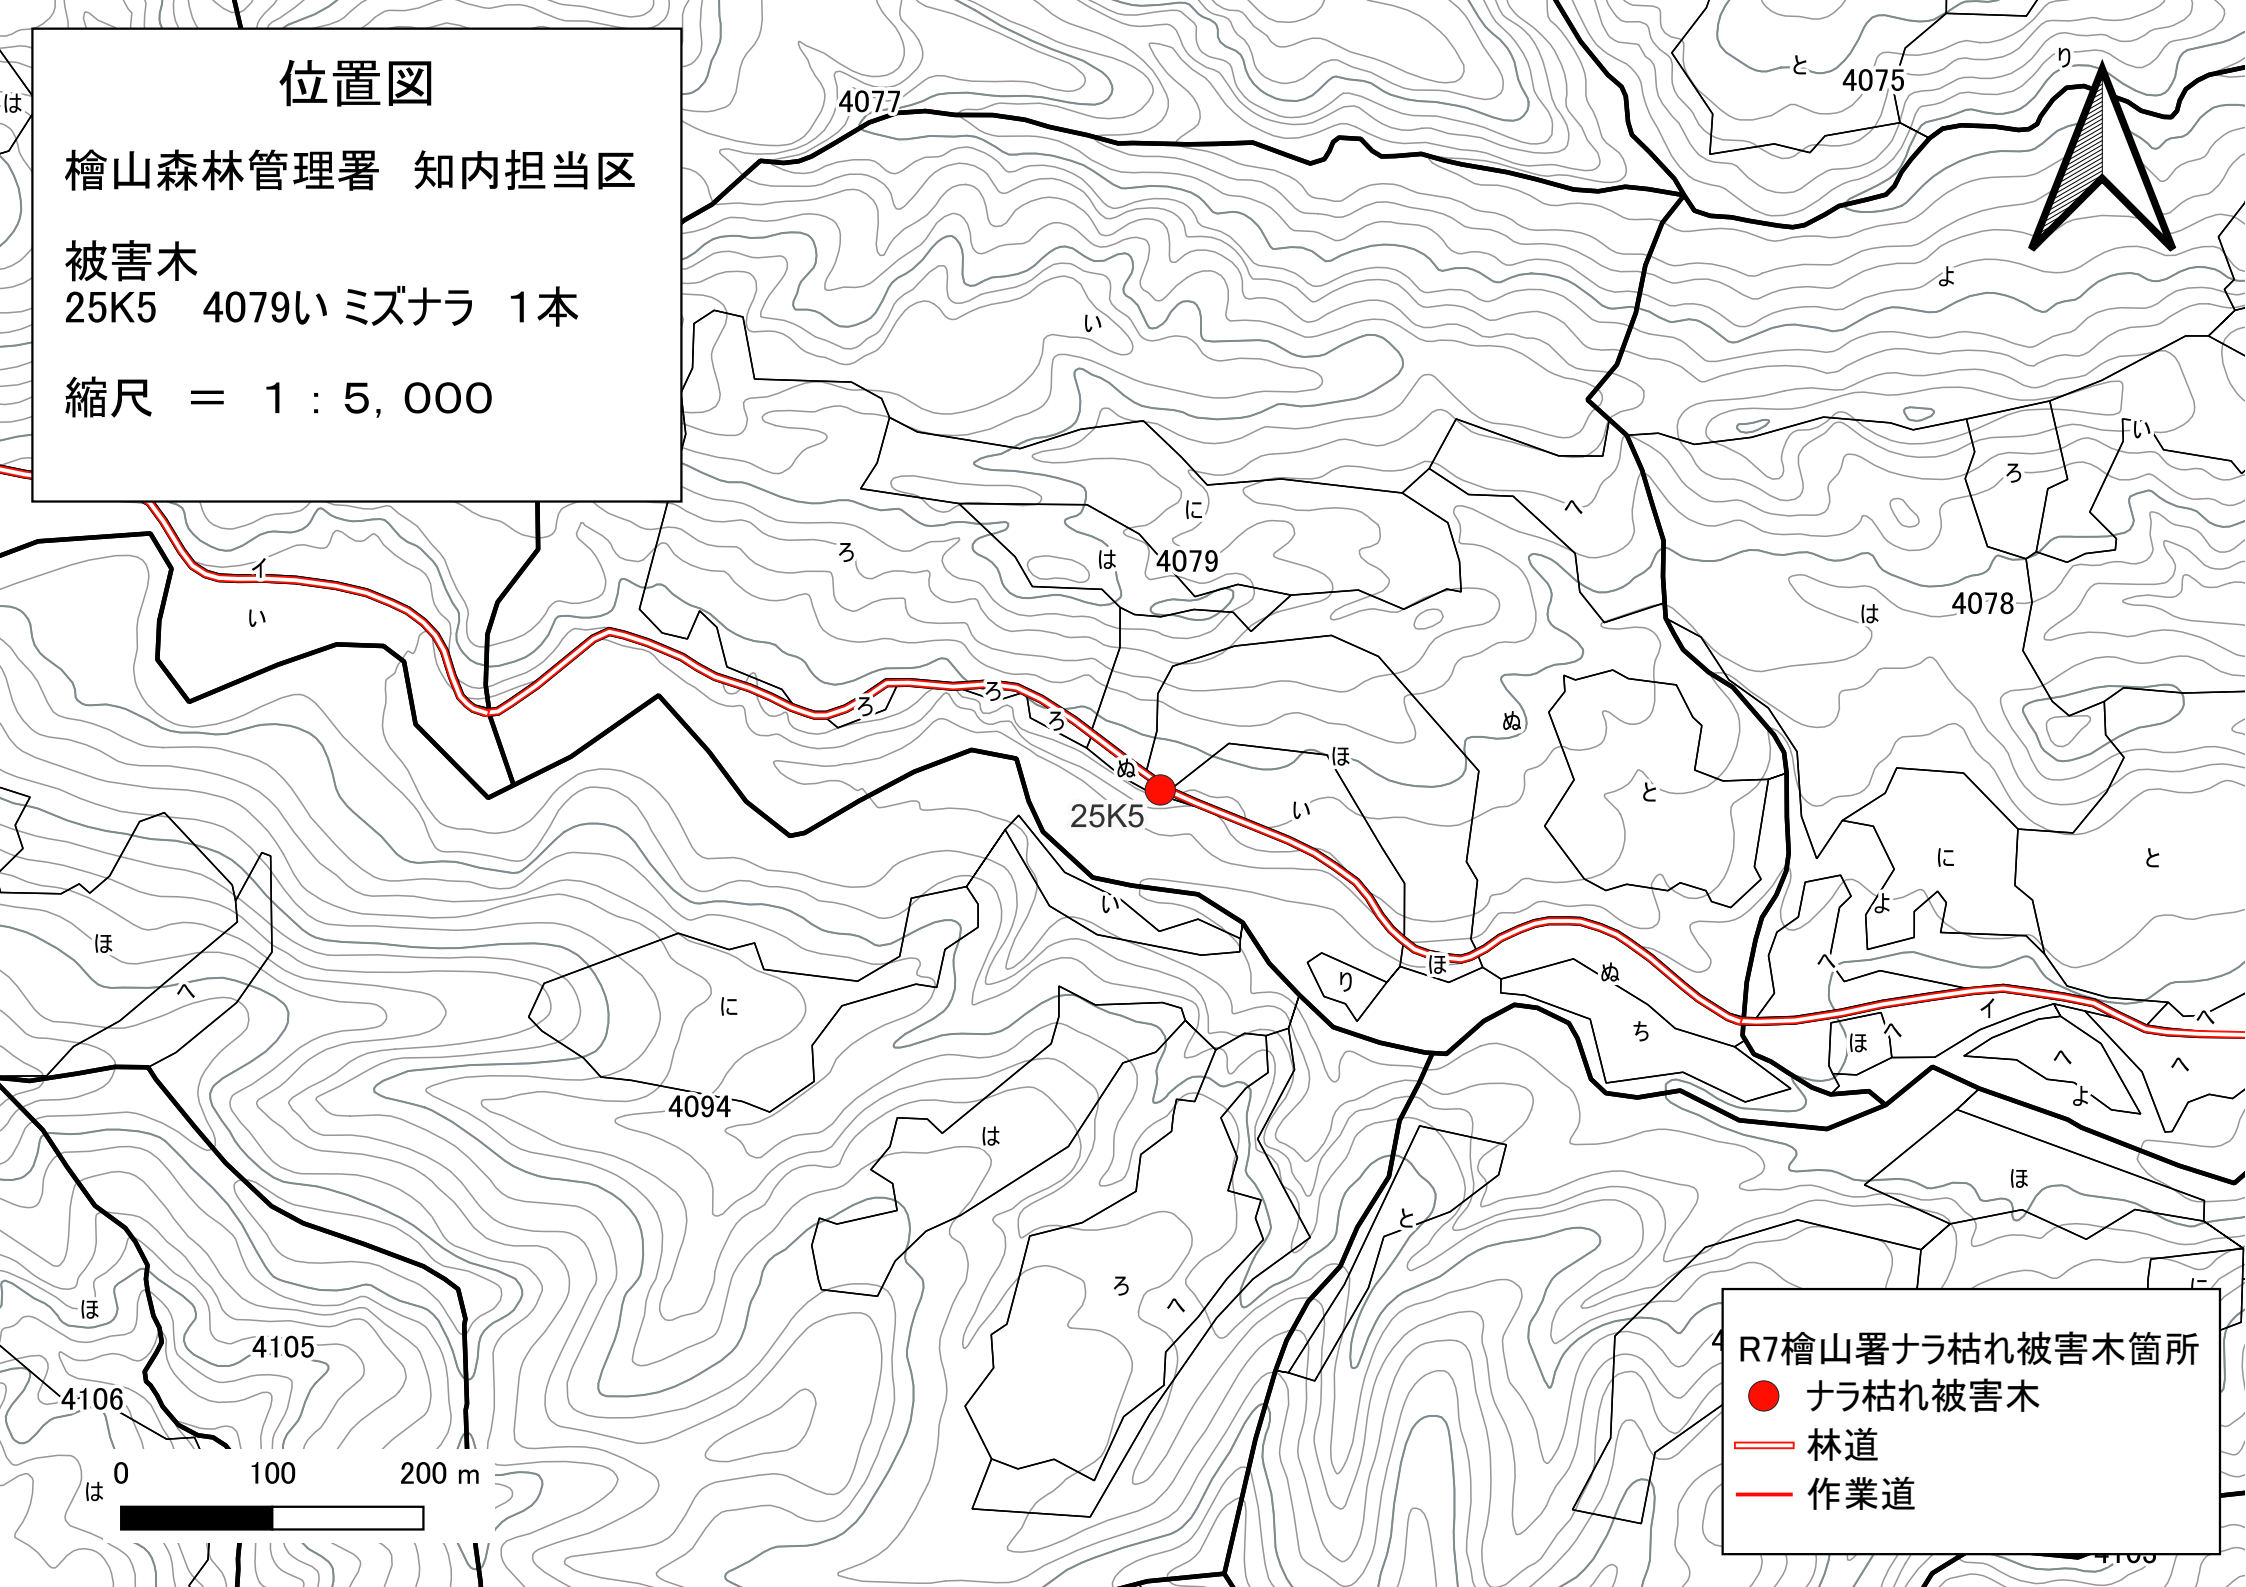 位置図
檜山森林管理署　知内担当区
被害木
25K5　4079い ミズナラ　１本
縮尺　＝　１：５，０００
は
4077
と
4075
り
よ
い
い
ろ
に
へ
イ
い
ろ
は
4079
は
4078
ろ
ろ
ろ
ぬ
ほ
ぬ
い
と
25K5
に
と
よ
い
ほ
へ
に
り
ほ
ぬ
へ
ち
イ
へ
ほ
へ
へ
へ
よ
4094
は
ほ
と
ろ
へ
に
ほ
4105
4106
は
0
100
200 m
R7檜山署ナラ枯れ被害木箇所
ナラ枯れ被害木
林道
作業道